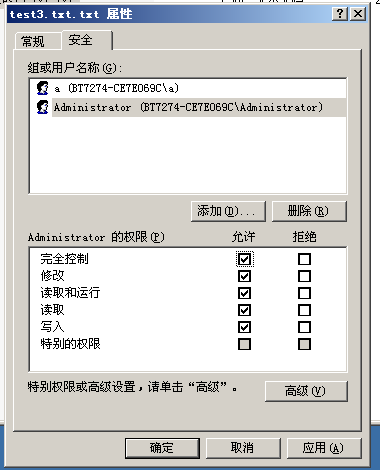 test3.txt.txt 属性
常规 安全
组或用户名称(G):
a (BT7274-CE7E069C\a)
Administrator (BT7274-CE7E069C\Administrator)
添加(D)... 删除(R)
Administrator 的权限(P) 允许 拒绝
完全控制
修改
读取和运行
读取
写入
特别的权限
特别权限或高级设置，请单击“高级”。 高级(V)
确定 取消 应用(A)